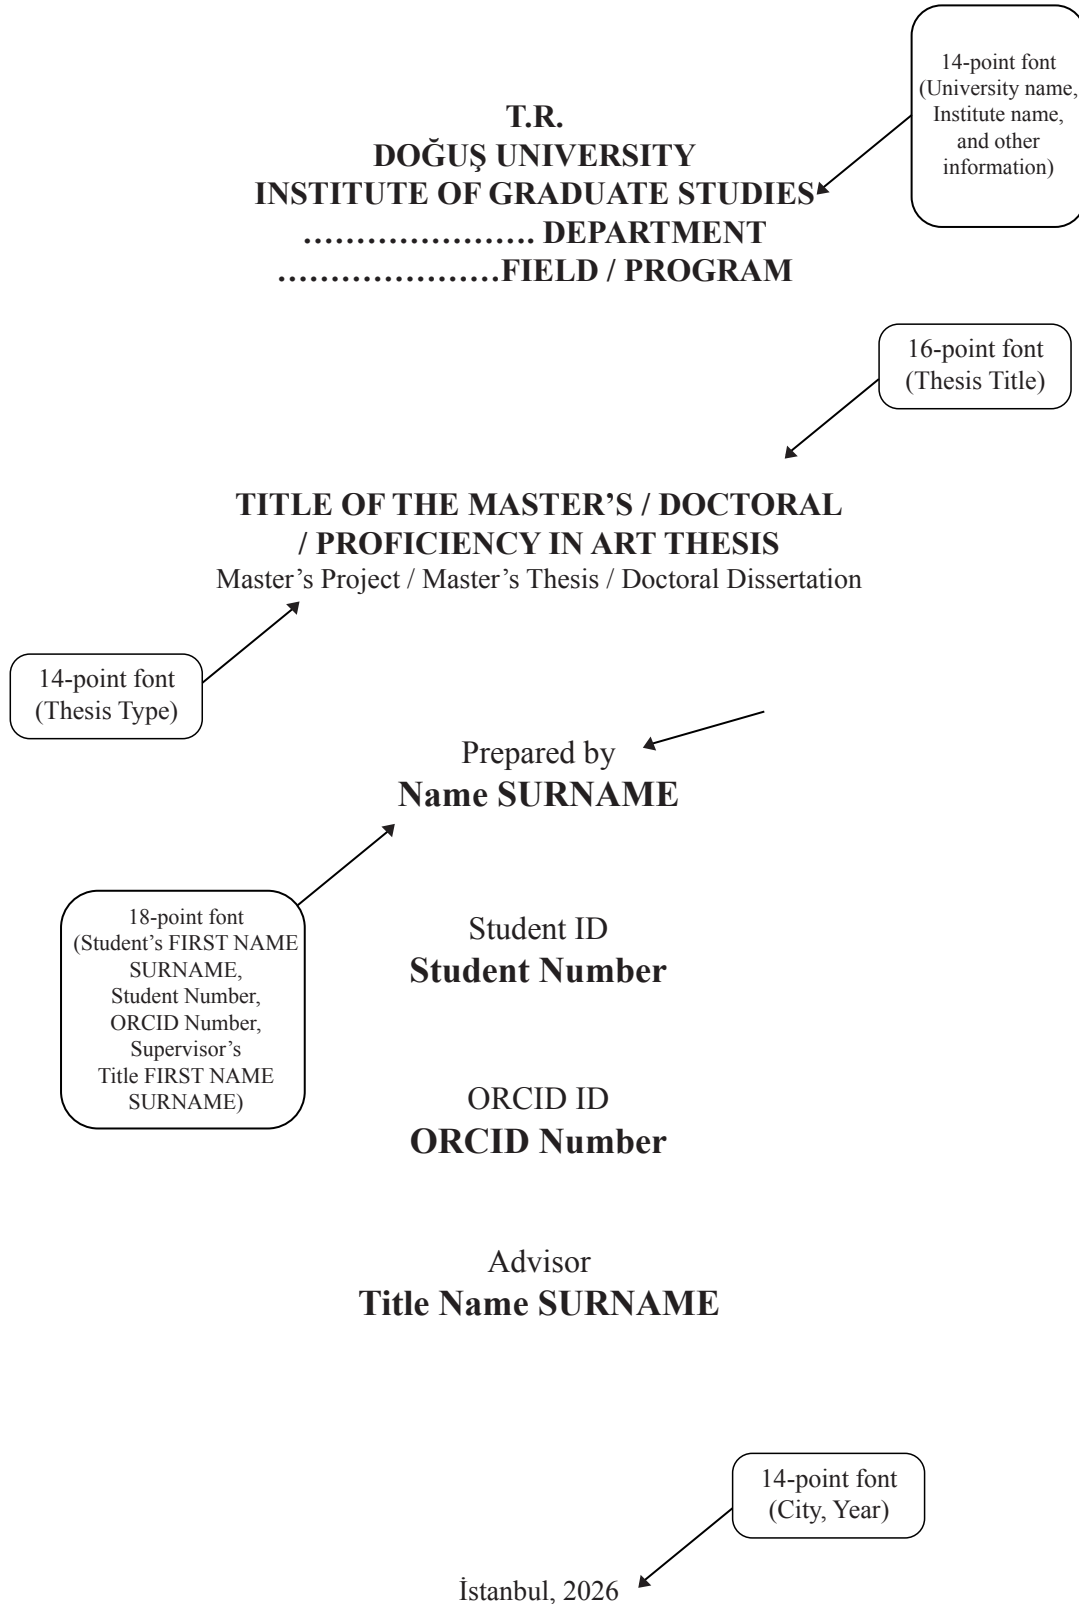 14-point font
(University name,
Institute name,
and other
information)
T.R.
DOĞUŞ UNIVERSITY
INSTITUTE OF GRADUATE STUDIES
…………………. DEPARTMENT
…………………FIELD / PROGRAM
16-point font
(Thesis Title)
TITLE OF THE MASTER’S / DOCTORAL
/ PROFICIENCY IN ART THESIS
Master’s Project / Master’s Thesis / Doctoral Dissertation
14-point font
(Thesis Type)
Prepared by
Name SURNAME
18-point font
(Student’s FIRST NAME
SURNAME,
Student Number,
ORCID Number,
Supervisor’s
Title FIRST NAME
SURNAME)
Student ID
Student Number
ORCID ID
ORCID Number
Advisor
Title Name SURNAME
14-point font
(City, Year)
İstanbul, 2026